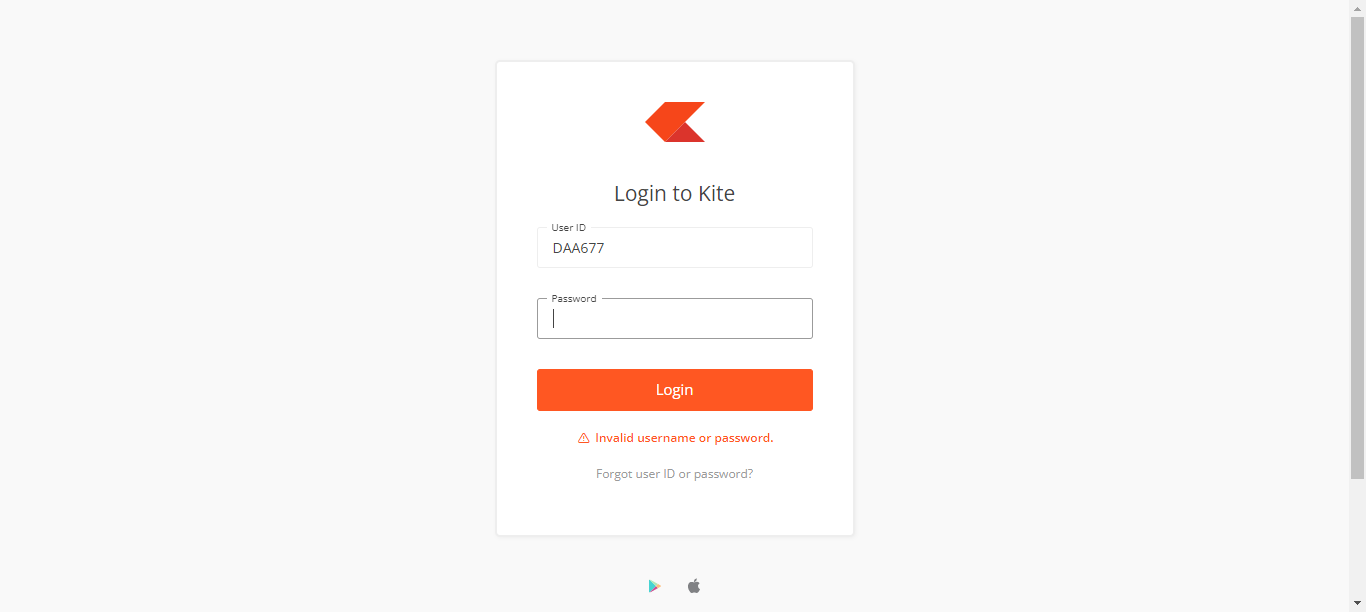 Login to Kite
User ID
DAA677
Password
Login
Invalid username or password.
Forgot user ID or password?